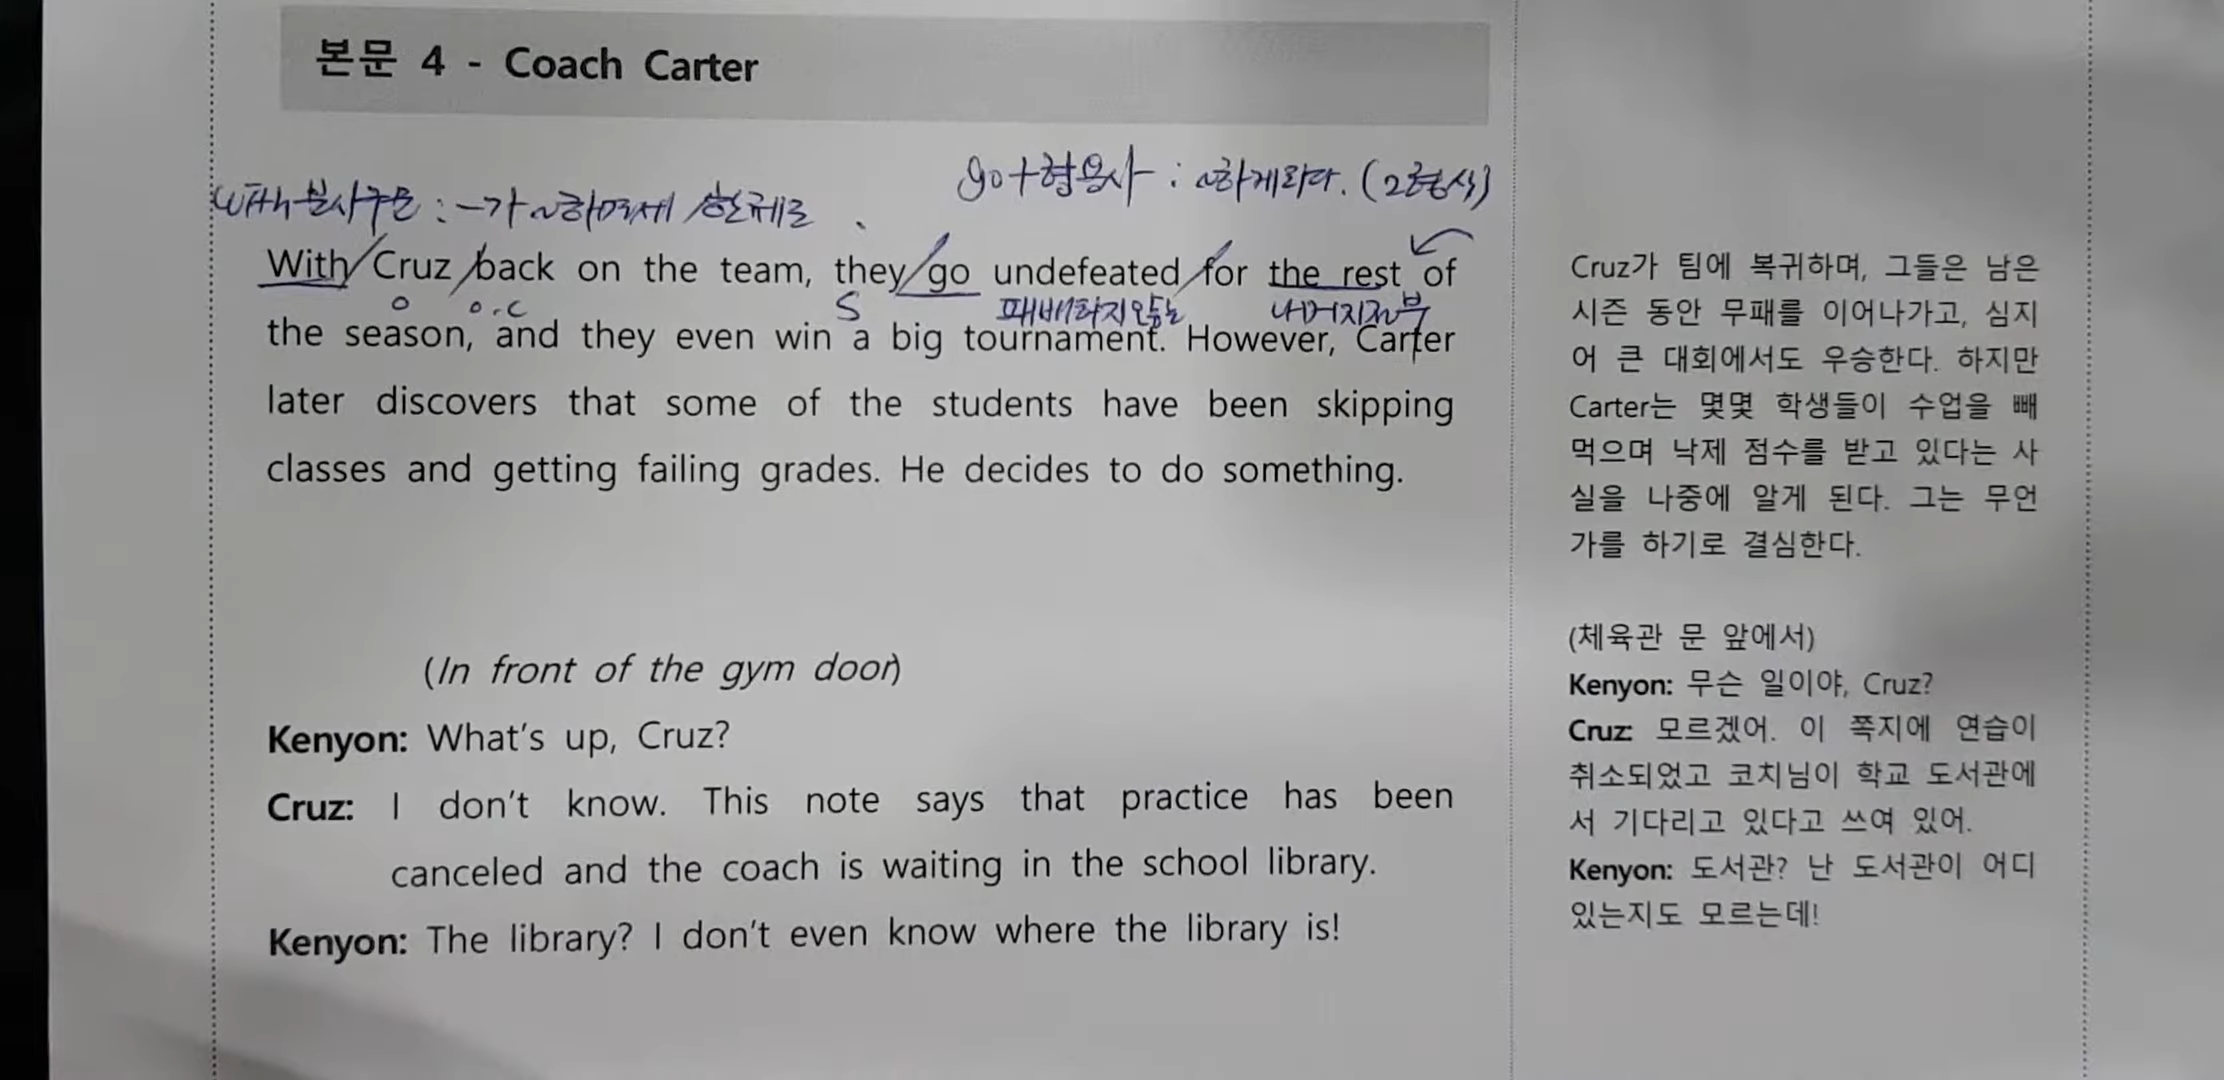 본문 4 - Coach Carter
go+형용사 : ~하게되다. (2형식)
with분사구문 : -가 ~하면서
With Cruz back on the team, they go undefeated for the rest of
O O.C S 패배하지않는 나머지전부
the season, and they even win a big tournament. However, Carter
later discovers that some of the students have been skipping
classes and getting failing grades. He decides to do something.
(In front of the gym door)
Kenyon: What's up, Cruz?
Cruz: I don't know. This note says that practice has been
canceled and the coach is waiting in the school library.
Kenyon: The library? I don't even know where the library is!
Cruz가 팀에 복귀하며, 그들은 남은
시즌 동안 무패를 이어나가고, 심지
어 큰 대회에서도 우승한다. 하지만
Carter는 몇몇 학생들이 수업을 빼
먹으며 낙제 점수를 받고 있다는 사
실을 나중에 알게 된다. 그는 무언
가를 하기로 결심한다.
(체육관 문 앞에서)
Kenyon: 무슨 일이야, Cruz?
Cruz: 모르겠어. 이 쪽지에 연습이
취소되었고 코치님이 학교 도서관에
서 기다리고 있다고 쓰여 있어.
Kenyon: 도서관? 난 도서관이 어디
있는지도 모르는데!